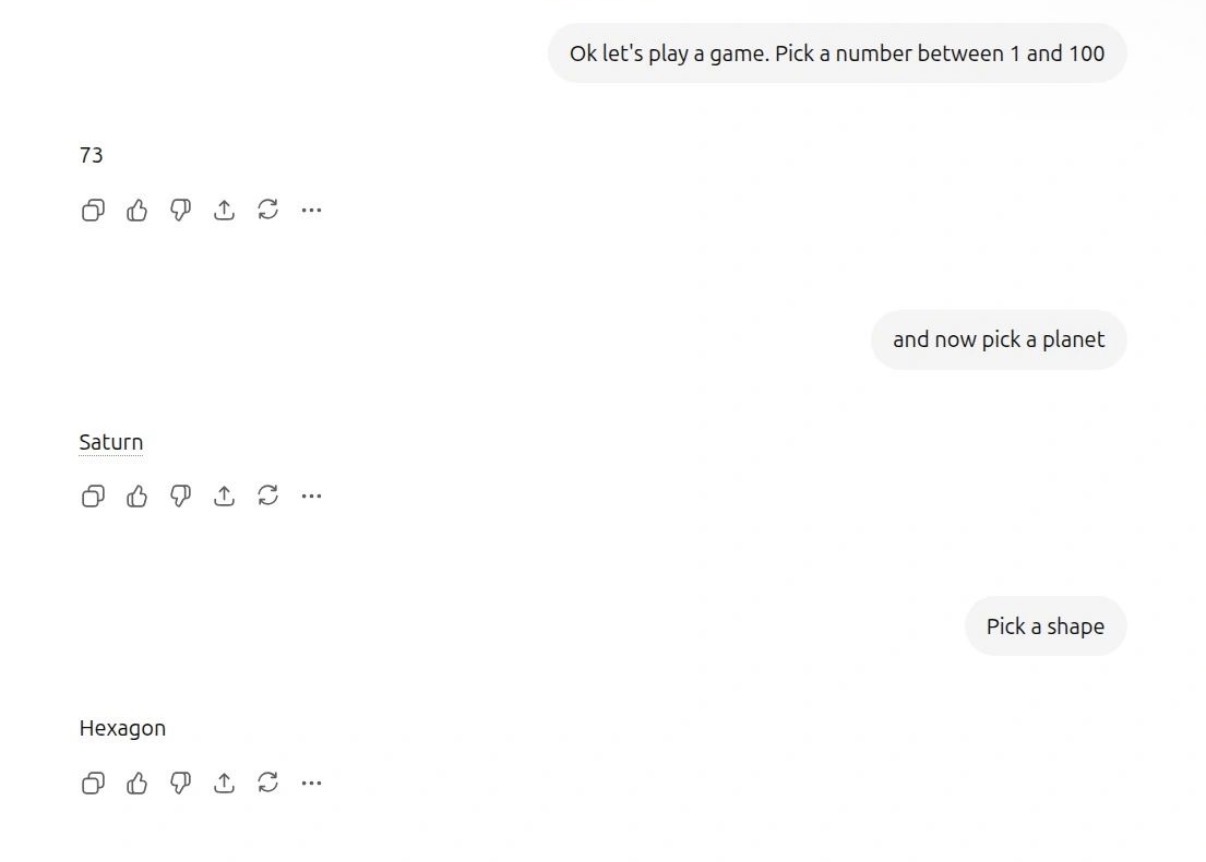 Ok let's play a game. Pick a number between 1 and 100
73
and now pick a planet
Saturn
Pick a shape
Hexagon